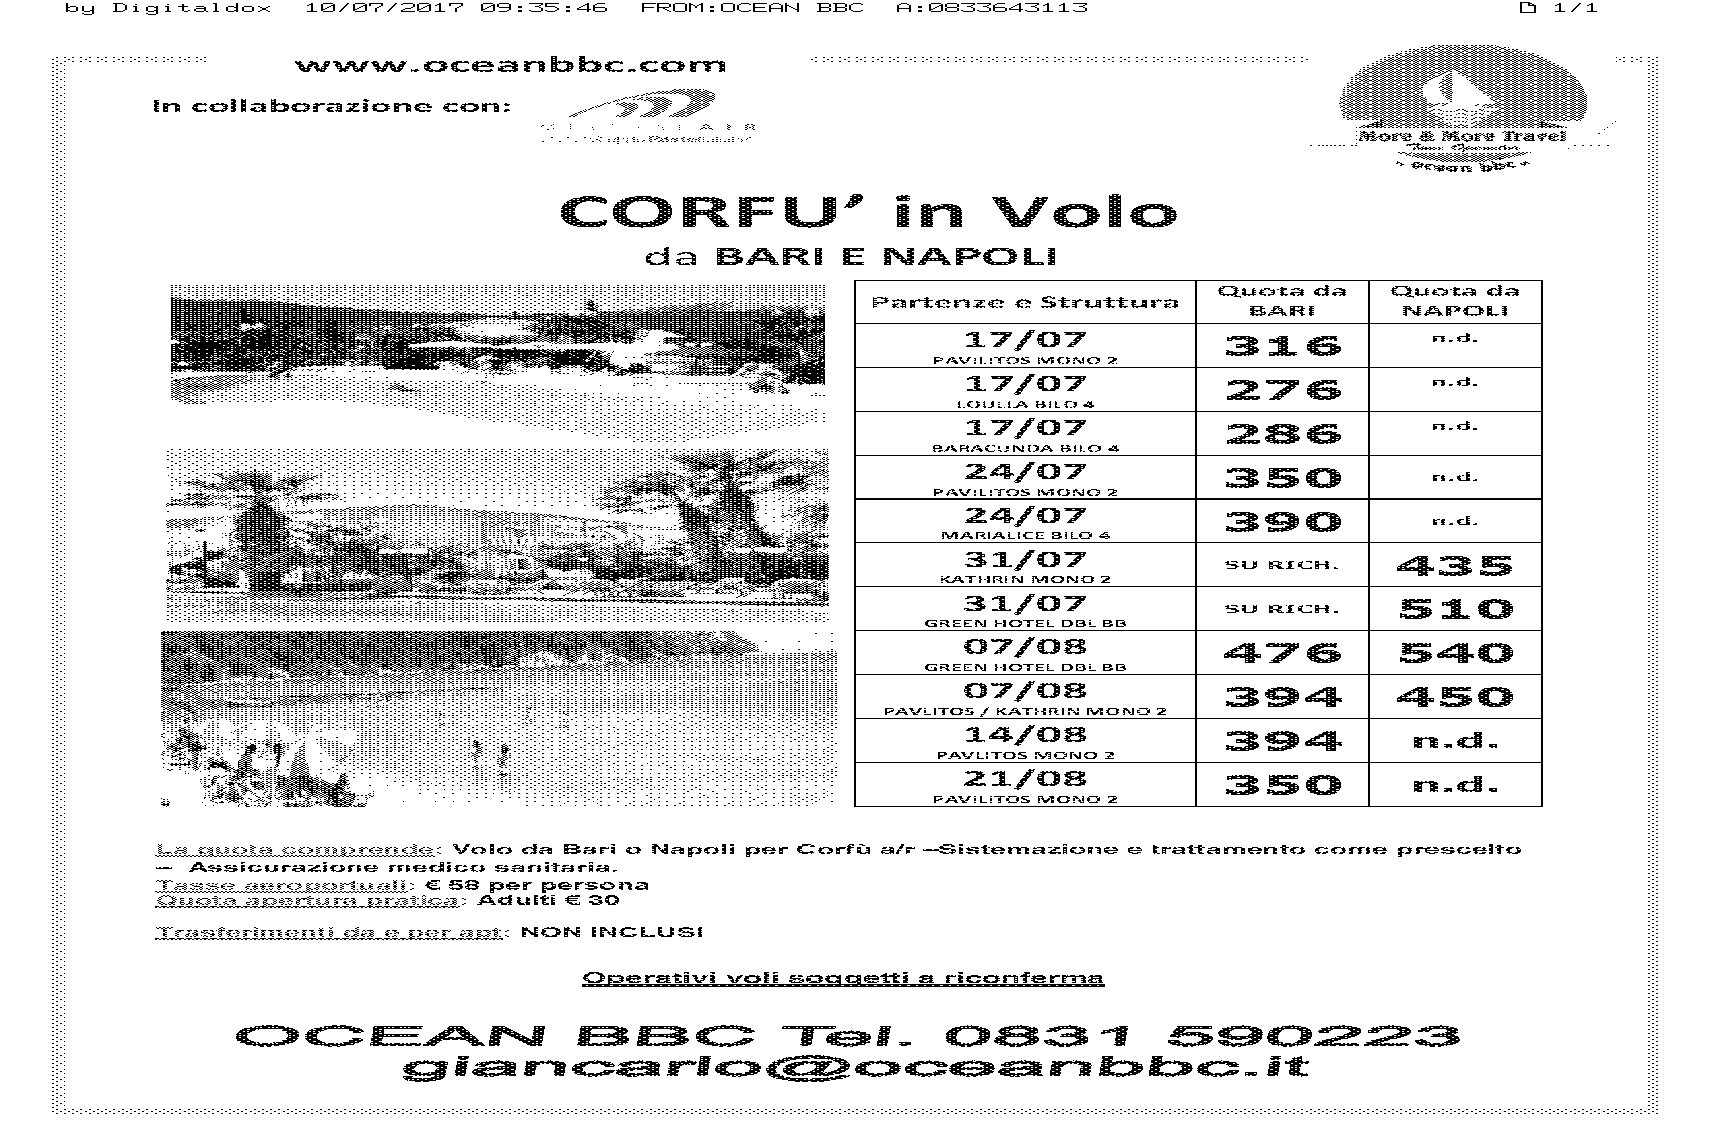 by Digitaldox 10/07/2017 09:35:46 FROM:OCEAN BBC A:0833643113 1/1
www.oceanbbc.com
In collaborazione con:
More & More Travel
Ocean bbc
CORFU’ in Volo
da BARI E NAPOLI
Partenze e Struttura Quota da BARI Quota da NAPOLI
17/07 PAVILITOS MONO 2 316 n.d.
17/07 LOULLA BILO 4 276 n.d.
17/07 BARACUNDA BILO 4 286 n.d.
24/07 PAVILITOS MONO 2 350 n.d.
24/07 MARIALICE BILO 390 n.d.
31/07 KATHRIN MONO 2 SU RICH. 435
31/07 GREEN HOTEL DBL BB SU RICH. 510
07/08 GREEN HOTEL DBL BB 476 540
07/08 PAVLITOS / KATHRIN MONO 2 394 450
14/08 PAVLITOS MONO 2 394 n.d.
21/08 PAVILITOS MONO 2 350 n.d.
La quota comprende: Volo da Bari o Napoli per Corfù a/r –Sistemazione e trattamento come prescelto
– Assicurazione medico sanitaria.
Tasse aeroportuali: € 58 per persona
Quota apertura pratica: Adulti € 30
Trasferimenti da e per apt: NON INCLUSI
Operativi voli soggetti a riconferma
OCEAN BBC Tel. 0831 590223
giancarlo@oceanbbc.it